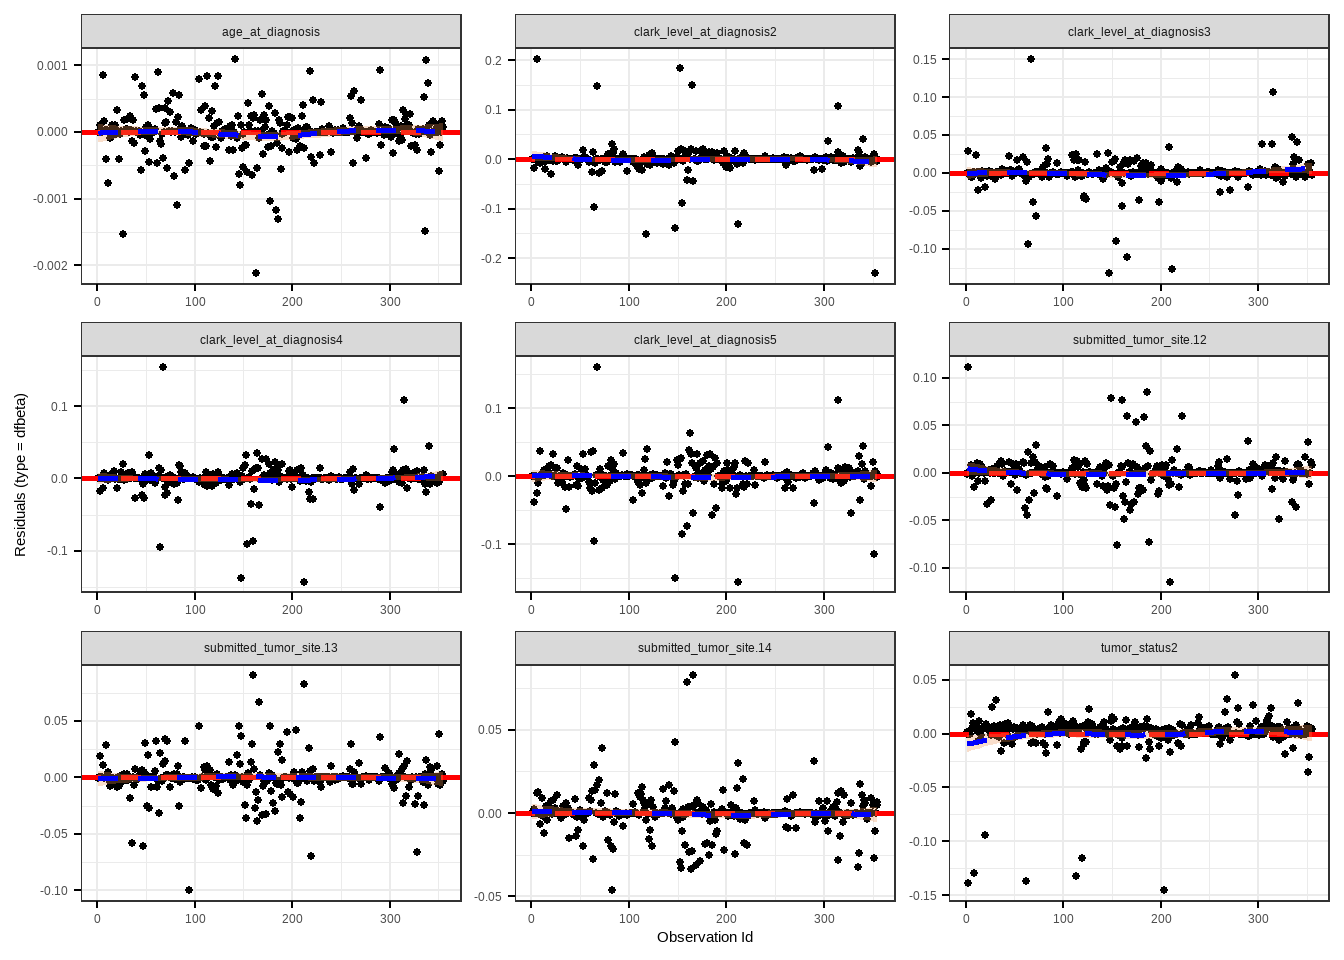 age_at_diagnosis
clark_level_at_diagnosis2
clark_level_at_diagnosis3
0.001
0.000
-0.001
-0.002
0.2
0.1
0.0
-0.1
-0.2
0.15
0.10
0.05
0.00
-0.05
-0.10
0 100 200 300
0 100 200 300
0 100 200 300
clark_level_at_diagnosis4
clark_level_at_diagnosis5
submitted_tumor_site.12
0.1
0.0
-0.1
0.1
0.0
-0.1
0.10
0.05
0.00
-0.05
-0.10
0 100 200 300
0 100 200 300
0 100 200 300
submitted_tumor_site.13
submitted_tumor_site.14
tumor_status2
0.05
0.00
-0.05
-0.10
0.05
0.00
-0.05
0.05
0.00
-0.05
-0.10
-0.15
0 100 200 300
0 100 200 300
0 100 200 300
Residuals (type = dfbeta)
Observation Id